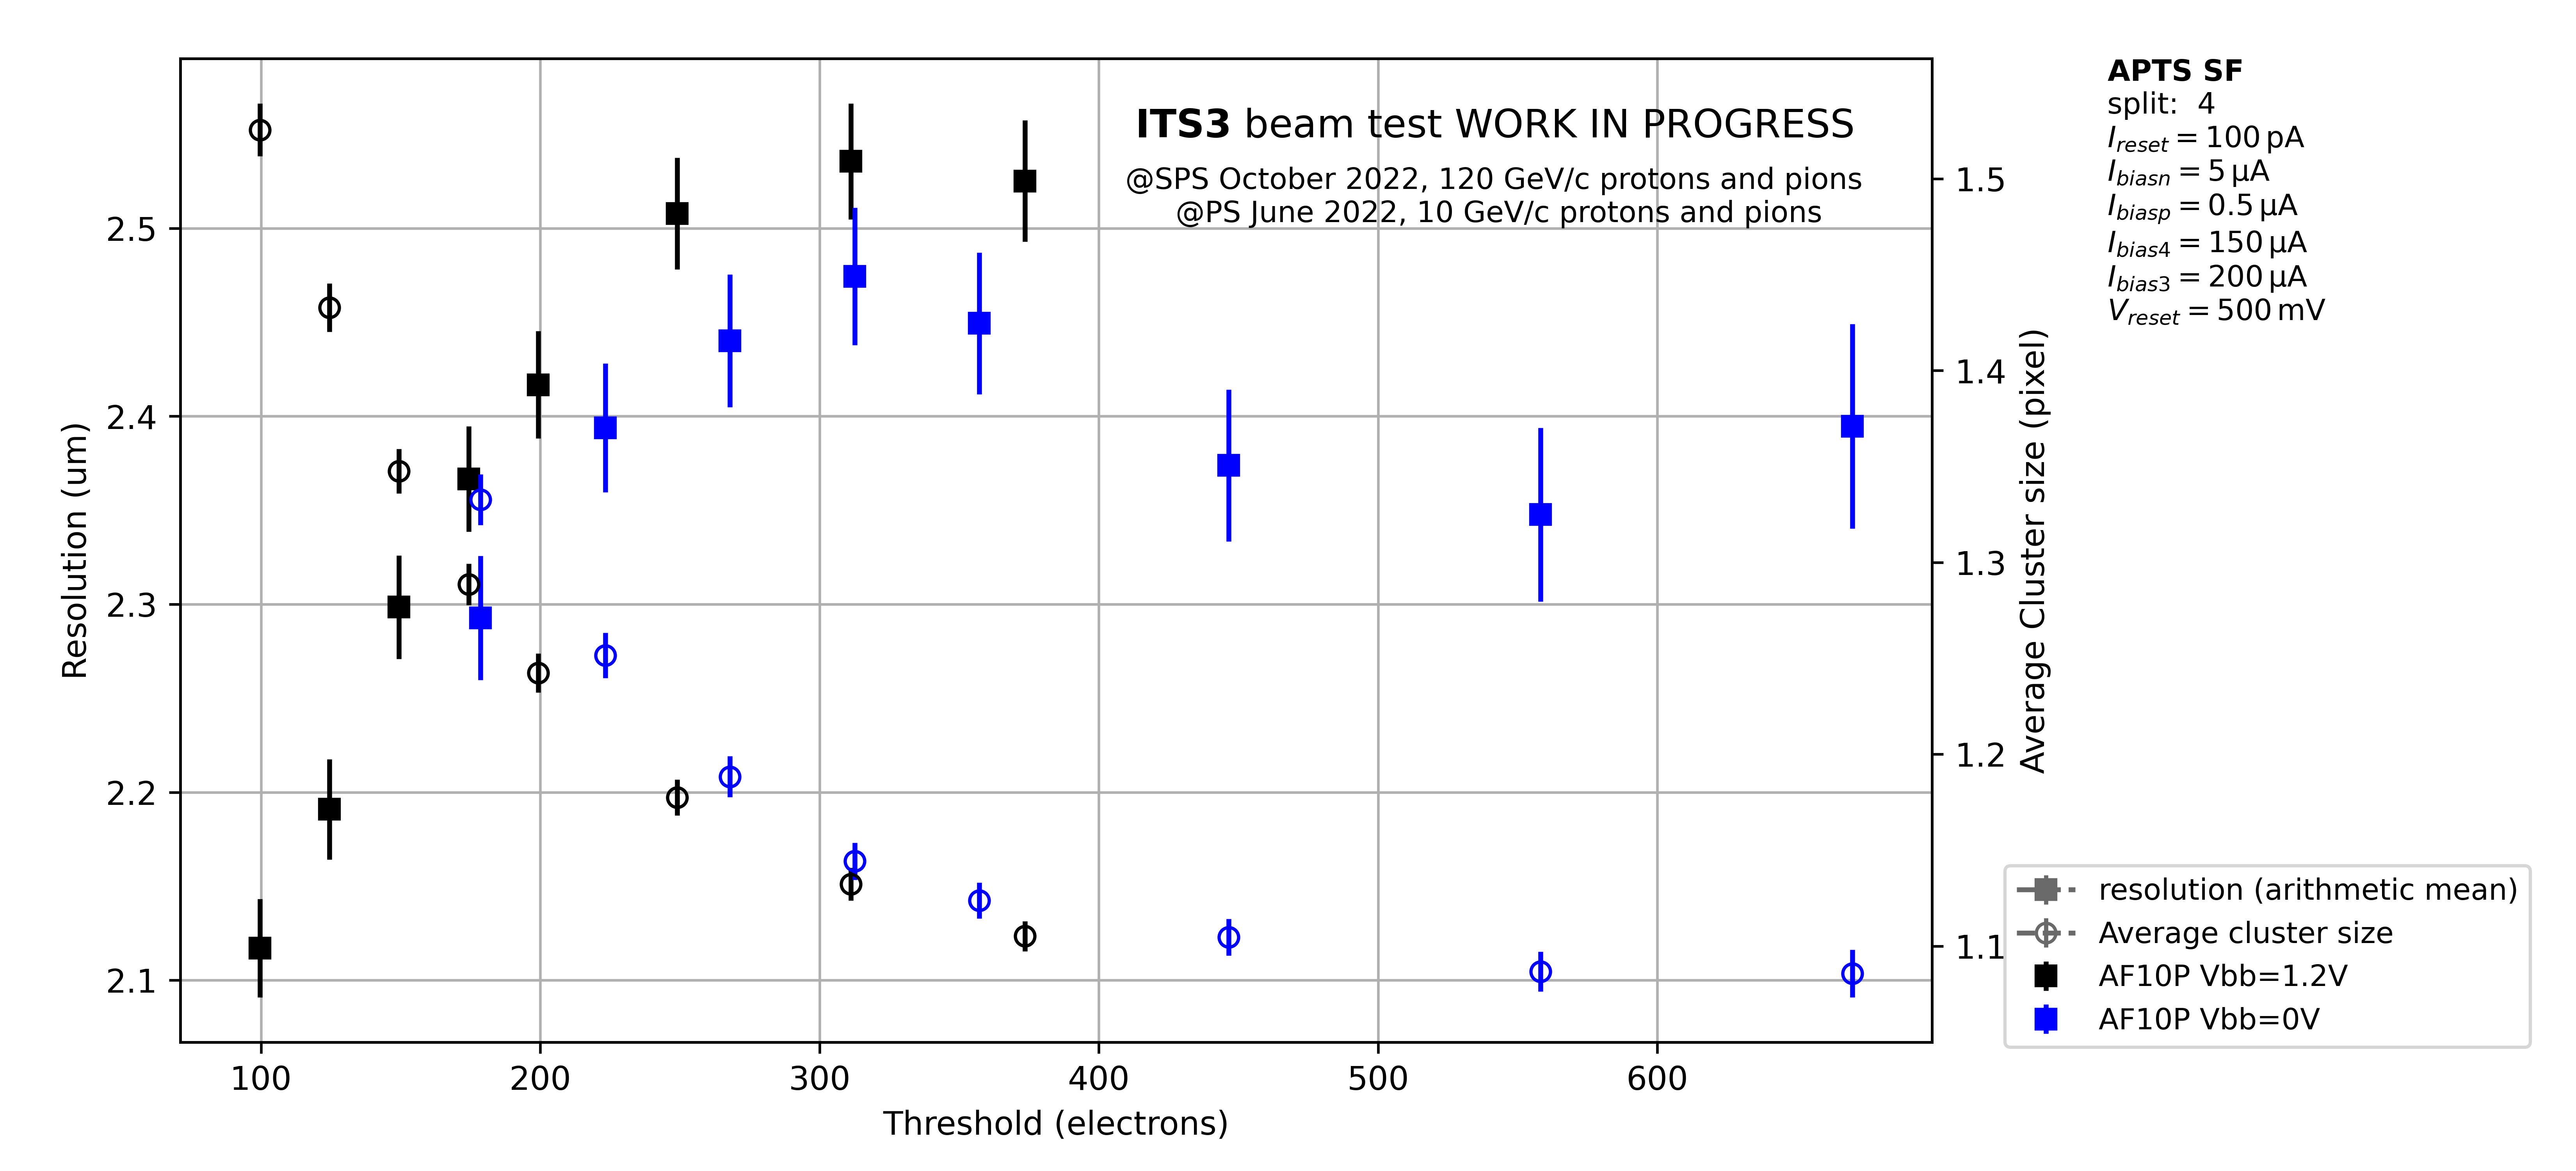 ITS3 beam test WORK IN PROGRESS
@SPS October 2022, 120 GeV/c protons and pions
@PS June 2022, 10 GeV/c protons and pions
APTS SF
split:  4
I_reset = 100 pA
I_biasn = 5 µA
I_biasp = 0.5 µA
I_bias4 = 150 µA
I_bias3 = 200 µA
V_reset = 500 mV
Resolution (um)
2.5
2.4
2.3
2.2
2.1
100 200 300 400 500 600
Threshold (electrons)
1.5
1.4
1.3
1.2
1.1
Average Cluster size (pixel)
resolution (arithmetic mean)
Average cluster size
AF10P Vbb=1.2V
AF10P Vbb=0V